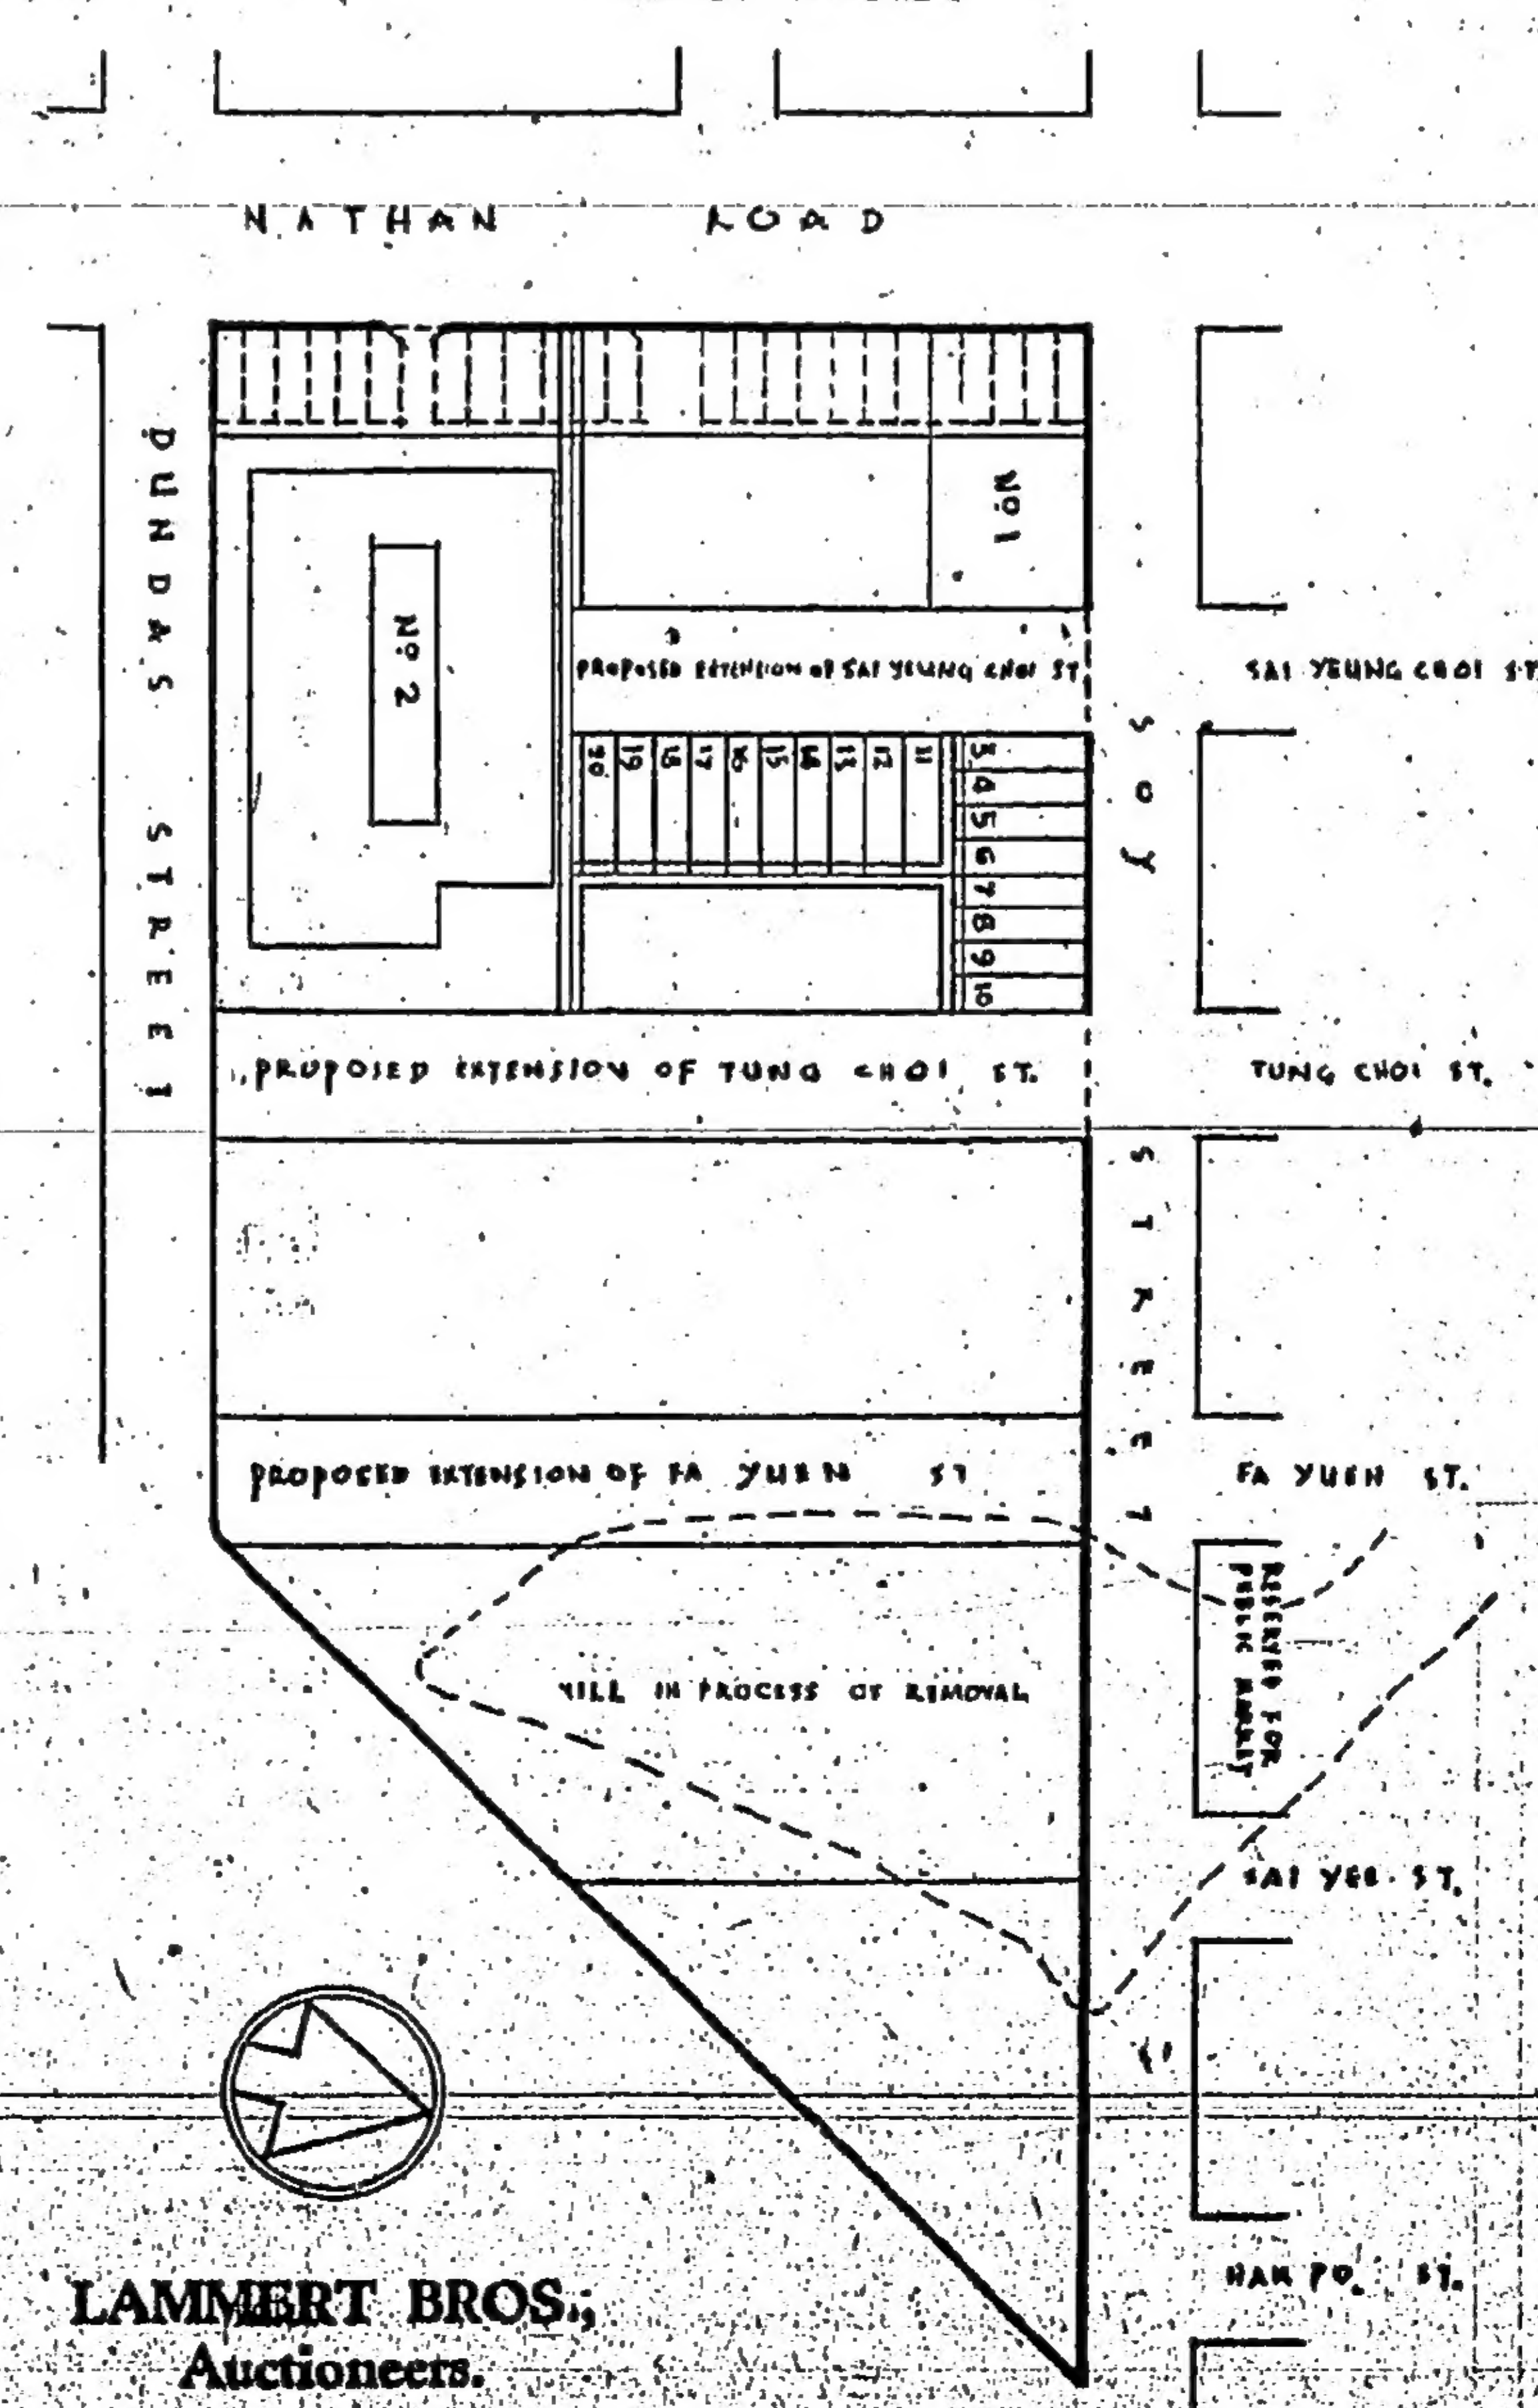 NATHAN ROAD
DUNDAS STREET
No 1
No 2
PROPOSED EXTENSION OF SAI YEUNG CHOI ST.
SAI YEUNG CHOI ST.
20 19 18 17 16 15 14 13 12 11
3
4
5
6
7
8
9
10
SOY STREET
PROPOSED EXTENSION OF TUNG CHOI ST.
TUNG CHOI ST.
PROPOSED EXTENSION OF FA YUEN ST
FA YUEN ST.
RESERVED FOR
PUBLIC MARKET
HILL IN PROCESS OF REMOVAL
SAI YEE ST.
HAK PO ST.
LAMMERT BROS.,
Auctioneers.